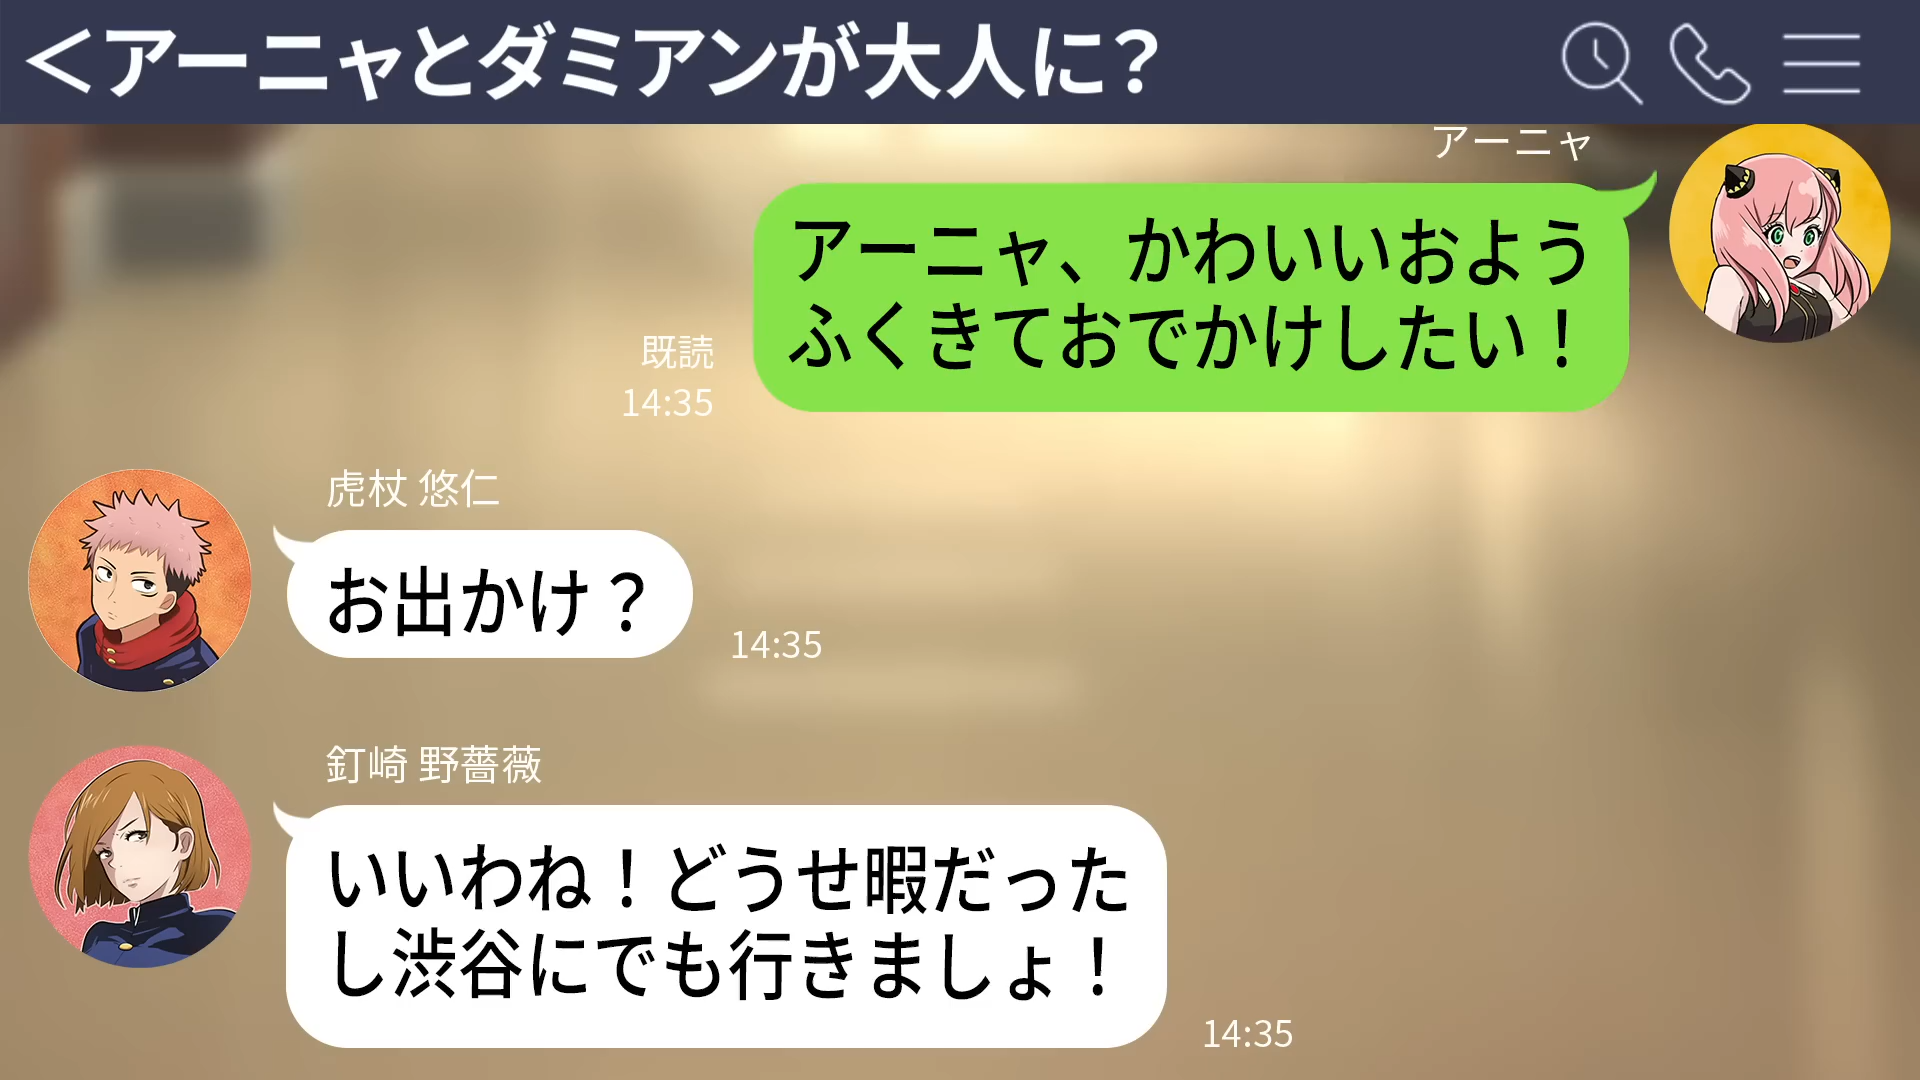 ＜アーニャとダミアンが大人に？
アーニャ
アーニャ、かわいいおよう
ふくきておでかけしたい！
既読
14:35
虎杖 悠仁
お出かけ？
14:35
釘崎 野薔薇
いいわね！どうせ暇だった
し渋谷にでも行きましょ！
14:35